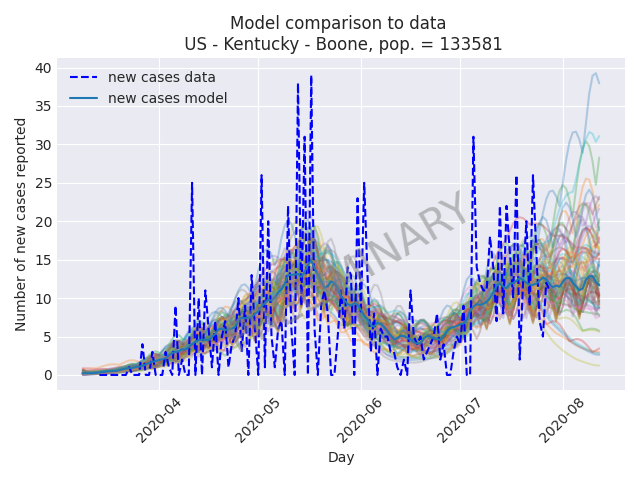 Model comparison to data
US - Kentucky - Boone, pop. = 133581
new cases data
new cases model
Number of new cases reported
40
35
30
25
20
15
10
5
0
2020-04
2020-05
2020-06
2020-07
2020-08
Day